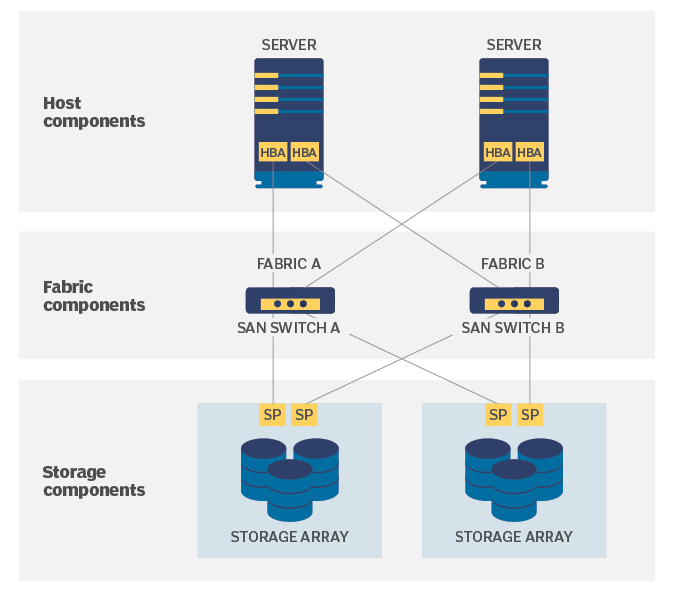 SERVER
SERVER
Host
components
HBA
HBA
HBA
HBA
FABRIC A
FABRIC B
Fabric
components
SAN SWITCH A
SAN SWITCH B
SP
SP
SP
SP
Storage
components
STORAGE ARRAY
STORAGE ARRAY